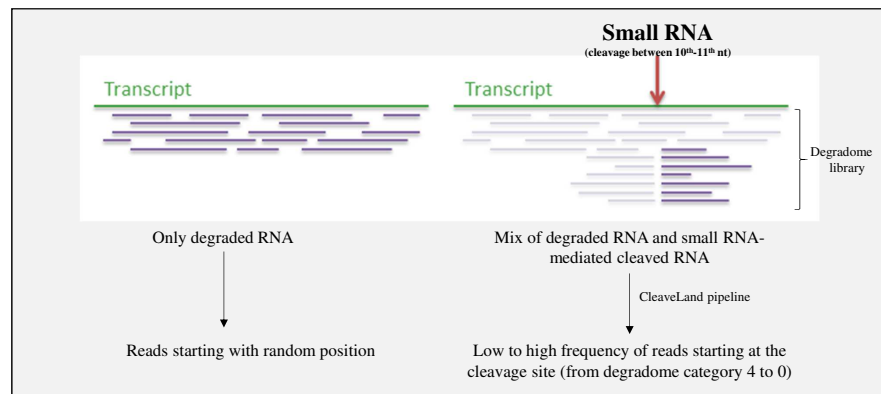 Small RNA
(cleavage between 10th-11th nt)
Transcript
Transcript
Degradome
library
Only degraded RNA
Mix of degraded RNA and small RNA-
mediated cleaved RNA
CleaveLand pipeline
Reads starting with random position
Low to high frequency of reads starting at the
cleavage site (from degradome category 4 to 0)